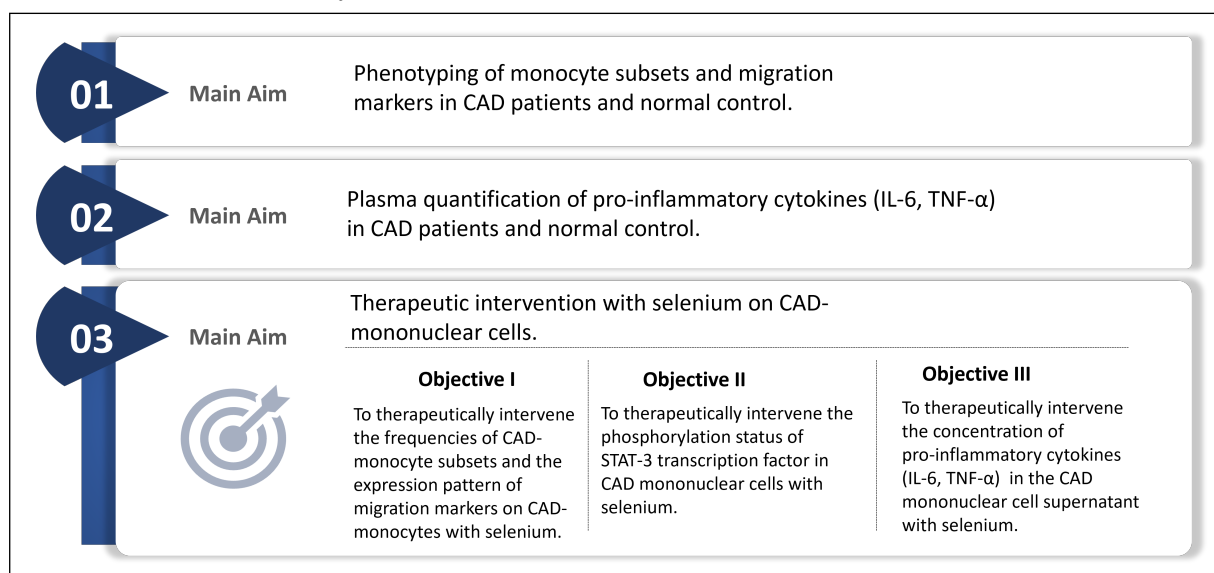 01
Main Aim
Phenotyping of monocyte subsets and migration
markers in CAD patients and normal control.
02
Main Aim
Plasma quantification of pro-inflammatory cytokines (IL-6, TNF-α)
in CAD patients and normal control.
03
Main Aim
Therapeutic intervention with selenium on CAD-
mononuclear cells.
Objective I
To therapeutically intervene
the frequencies of CAD-
monocyte subsets and the
expression pattern of
migration markers on CAD-
monocytes with selenium.
Objective II
To therapeutically intervene the
phosphorylation status of
STAT-3 transcription factor in
CAD mononuclear cells with
selenium.
Objective III
To therapeutically intervene
the concentration of
pro-inflammatory cytokines
(IL-6, TNF-α) in the CAD
mononuclear cell supernatant
with selenium.